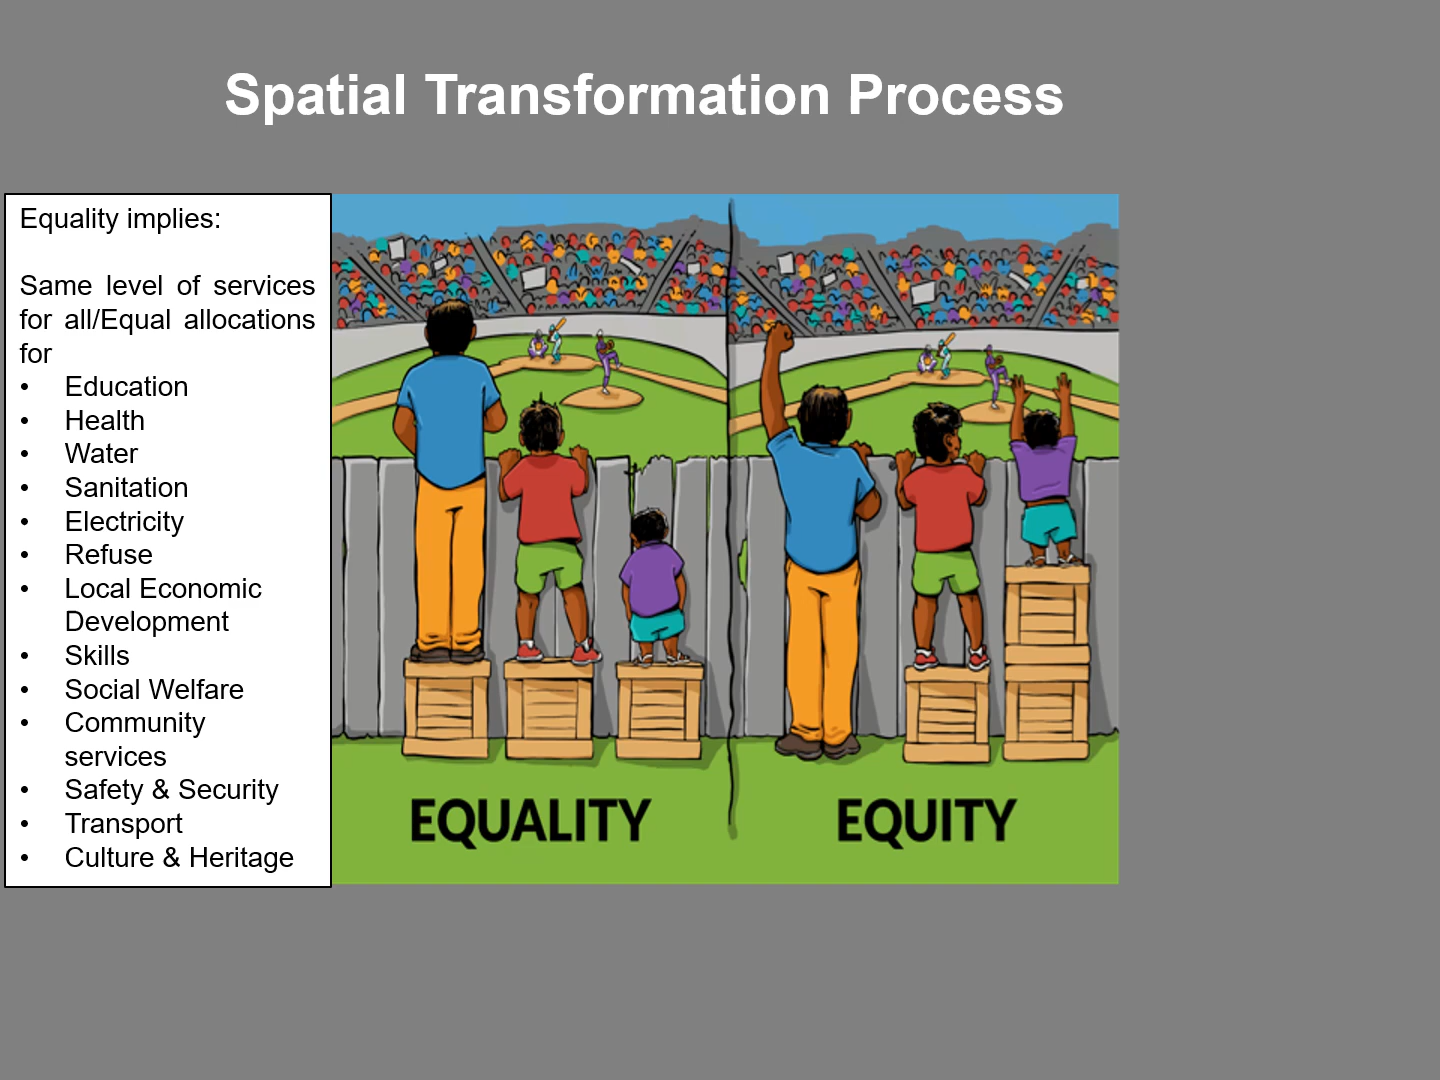 Spatial Transformation Process
Equality implies:
Same level of services
for all/Equal allocations
for
• Education
• Health
• Water
• Sanitation
• Electricity
• Refuse
• Local Economic
Development
• Skills
• Social Welfare
• Community
services
• Safety & Security
• Transport
• Culture & Heritage
EQUALITY
EQUITY